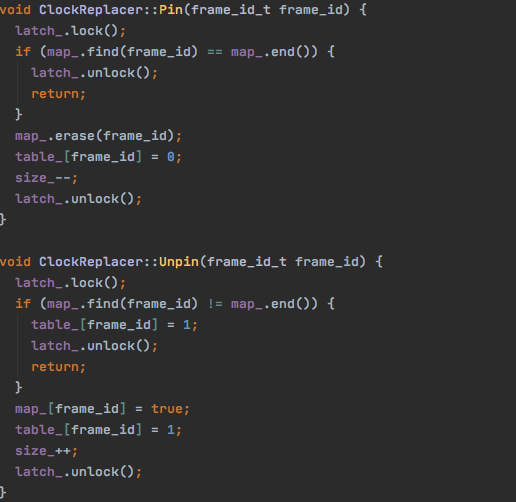 void ClockReplacer::Pin(frame_id_t frame_id) {
  latch_.lock();
  if (map_.find(frame_id) == map_.end()) {
    latch_.unlock();
    return;
  }
  map_.erase(frame_id);
  table_[frame_id] = 0;
  size_--;
  latch_.unlock();
}

void ClockReplacer::Unpin(frame_id_t frame_id) {
  latch_.lock();
  if (map_.find(frame_id) != map_.end()) {
    table_[frame_id] = 1;
    latch_.unlock();
    return;
  }
  map_[frame_id] = true;
  table_[frame_id] = 1;
  size_++;
  latch_.unlock();
}